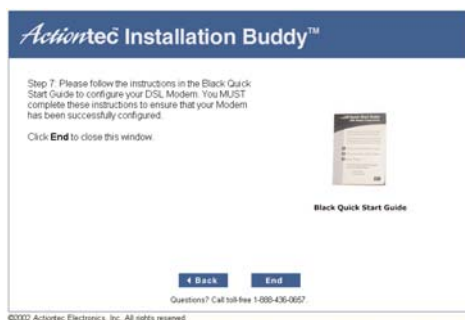 Actiontec Installation Buddy™
Step 7: Please follow the instructions in the Black Quick
Start Guide to configure your DSL Modem. You MUST
complete these instructions to ensure that your Modem
has been successfully configured.
Click End to close this window.
Quick Start Guide
Black Quick Start Guide
Back
End
Questions? Call toll-free 1-888-436-0657.
©2002 Actiontec Electronics, Inc. All rights reserved.